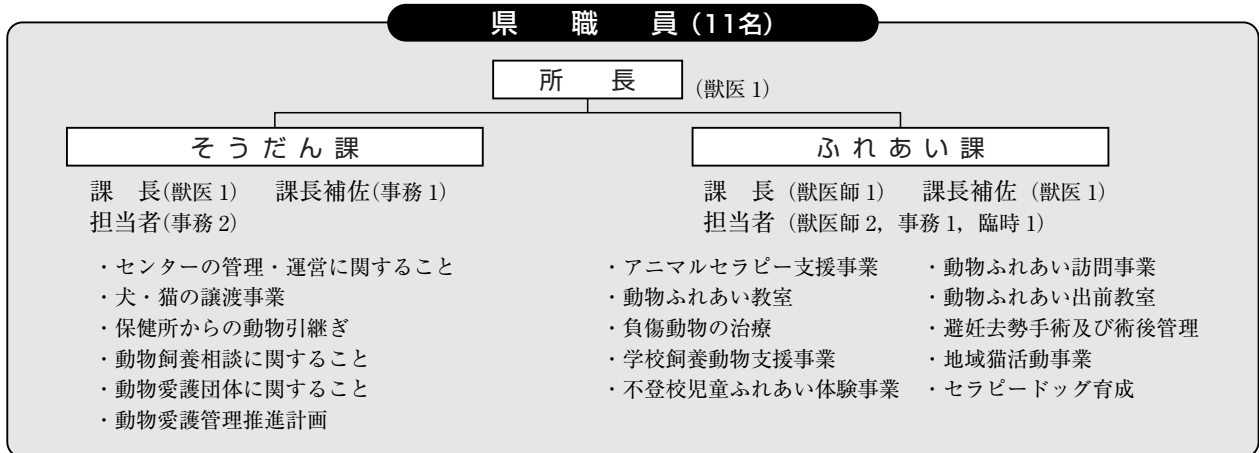 県 職 員（11名）
所 長 （獣医 1）
そ う だ ん 課
課 長(獣医 1) 課長補佐(事務 1)
担当者(事務 2)
・センターの管理・運営に関すること
・犬・猫の譲渡事業
・保健所からの動物引継ぎ
・動物飼養相談に関すること
・動物愛護団体に関すること
・動物愛護管理推進計画
ふ れ あ い 課
課 長（獣医師 1） 課長補佐（獣医 1）
担当者（獣医師 2，事務 1，臨時 1）
・アニマルセラピー支援事業
・動物ふれあい教室
・負傷動物の治療
・学校飼養動物支援事業
・不登校児童ふれあい体験事業
・動物ふれあい訪問事業
・動物ふれあい出前教室
・避妊去勢手術及び術後管理
・地域猫活動事業
・セラピードッグ育成